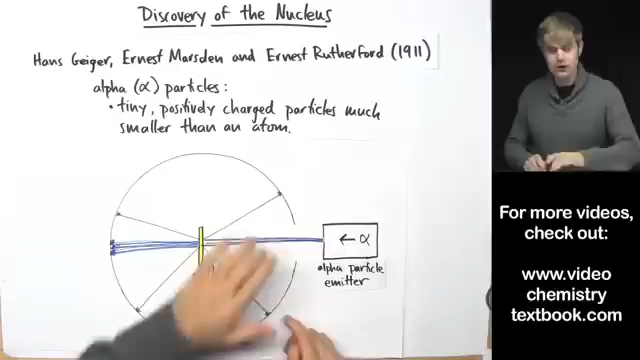 Discovery of the Nucleus
Hans Geiger, Ernest Marsden and Ernest Rutherford (1911)
alpha (α) particles:
• tiny, positively charged particles much
smaller than an atom.
← α
alpha particle
emitter
For more videos,
check out:
www.video
chemistry
textbook.com